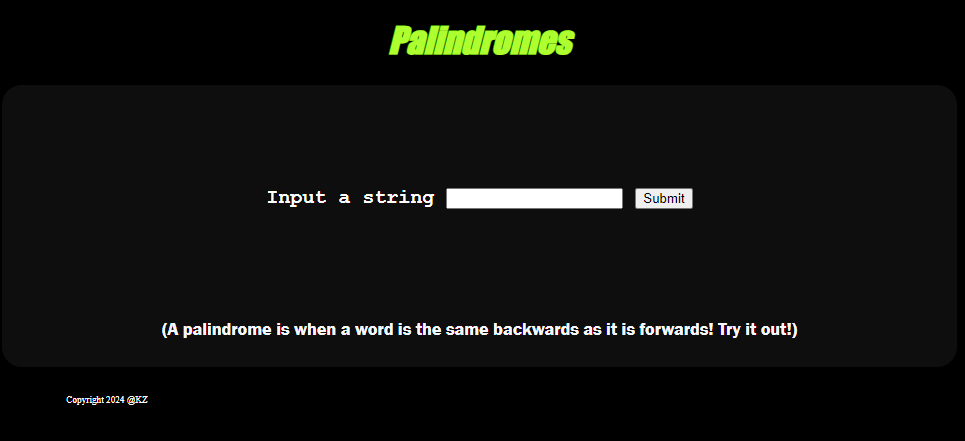 Palindromes
Input a string Submit
(A palindrome is when a word is the same backwards as it is forwards! Try it out!)
Copyright 2024 @KZ